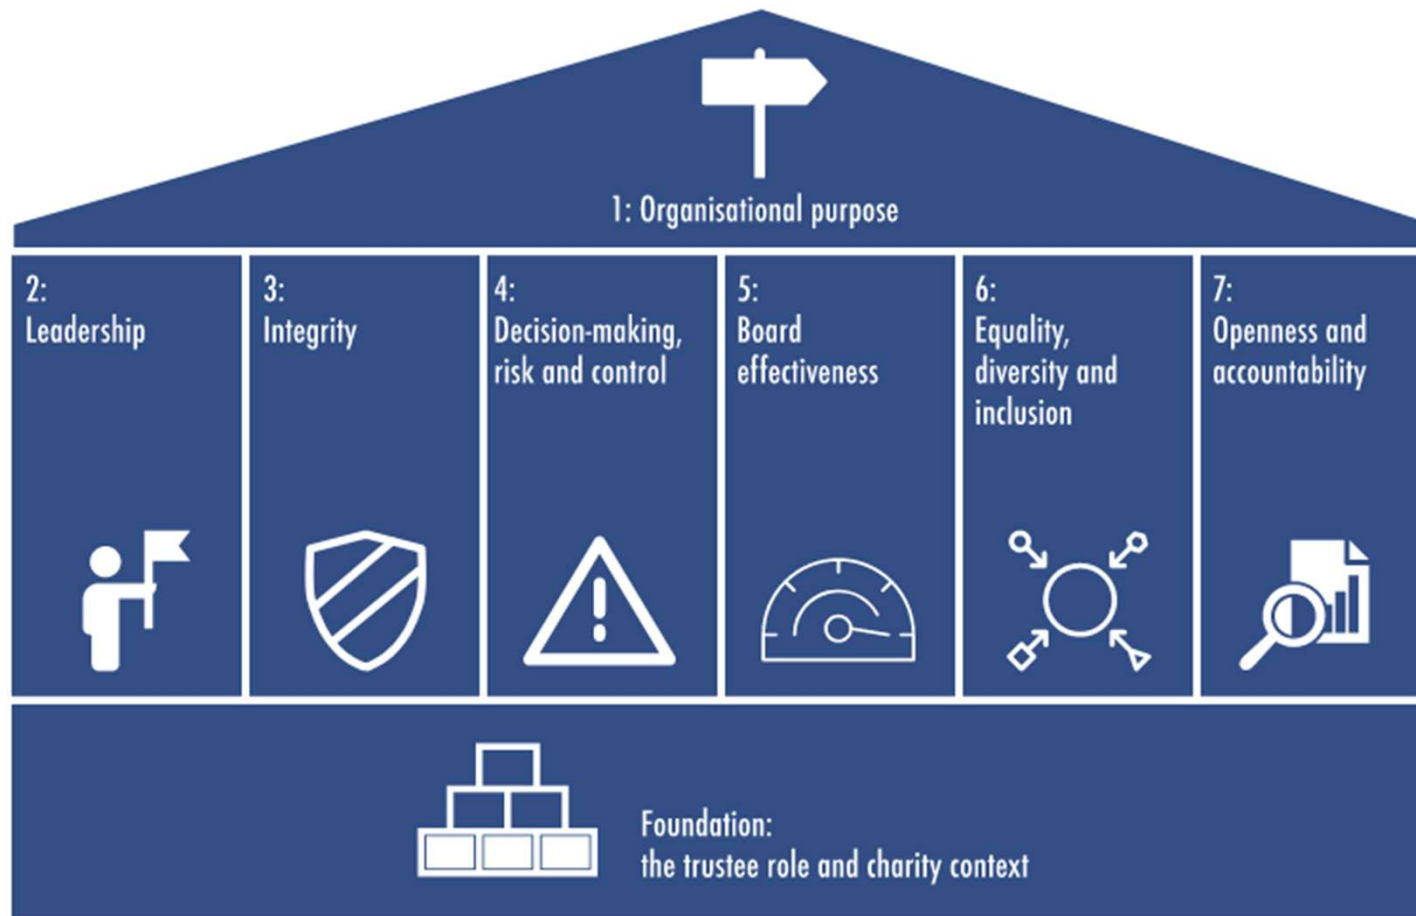 1: Organisational purpose
2:
Leadership
3:
Integrity
4:
Decision-making,
risk and control
5:
Board
effectiveness
6:
Equality,
diversity and
inclusion
7:
Openness and
accountability
Foundation:
the trustee role and charity context